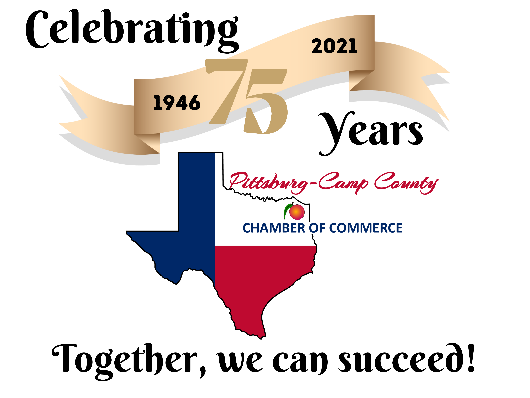 Celebrating
2021
75
1946
Years
Pittsburg-Camp County
CHAMBER OF COMMERCE
Together, we can succeed!